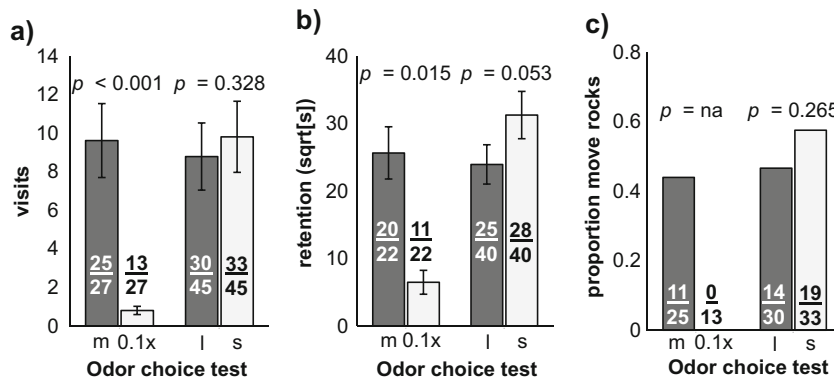 a)
p < 0.001 p = 0.328
14
12
10
8
6
4
2
0
visits
25
27
13
27
30
45
33
45
m 0.1x l s
Odor choice test
b)
p = 0.015 p = 0.053
40
30
20
10
0
retention (sqrt[s])
20
22
11
22
25
40
28
40
m 0.1x l s
Odor choice test
c)
0.8
p = na p = 0.265
0.6
0.4
0.2
0
proportion move rocks
11
25
0
13
14
30
19
33
m 0.1x l s
Odor choice test